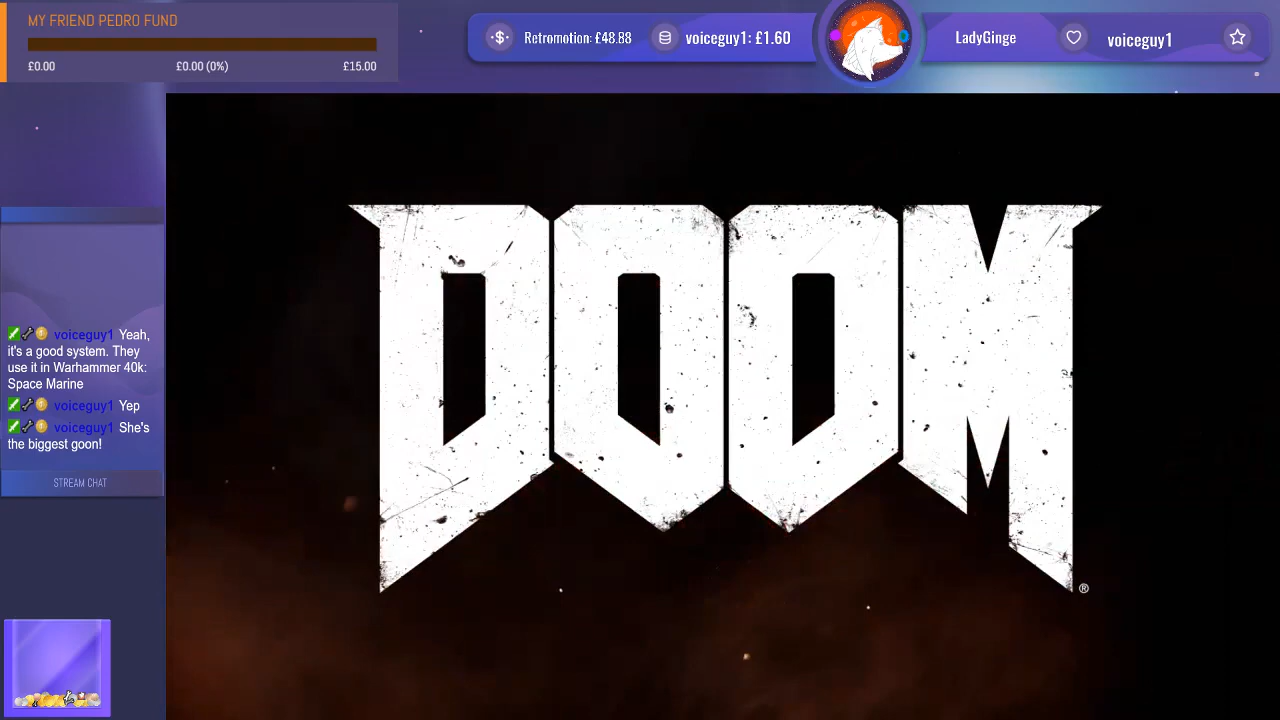 MY FRIEND PEDRO FUND
£0.00 £0.00 (0%) £15.00
Retromotion: £48.88 voiceguy1: £1.60 LadyGinge voiceguy1
DOOM®
voiceguy1 Yeah,
it's a good system. They
use it in Warhammer 40k:
Space Marine
voiceguy1 Yep
voiceguy1 She's
the biggest goon!
STREAM CHAT